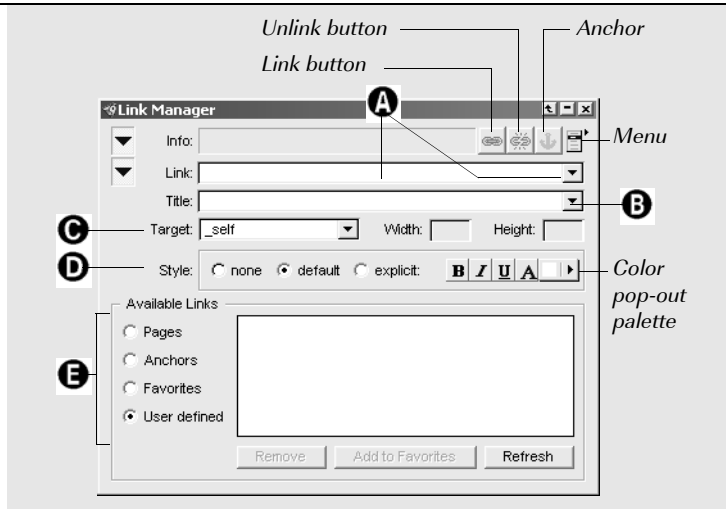 Unlink button
Anchor
Link button
A
Link Manager
Info:
Menu
Link:
Title:
B
C
Target: _self Width: Height:
D
Style: none default explicit: B I U A
Color
pop-out
palette
Available Links
Pages
Anchors
E
Favorites
User defined
Remove Add to Favorites Refresh